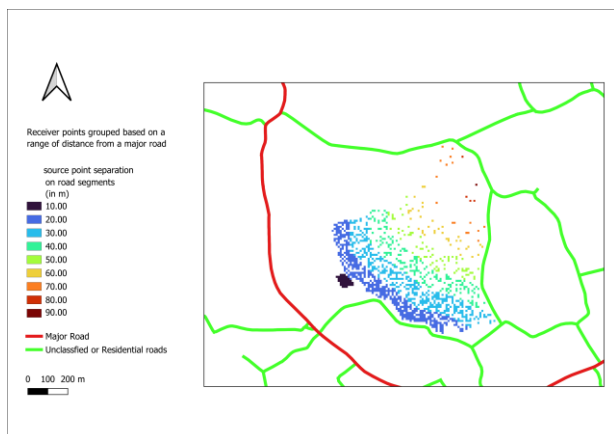 Receiver points grouped based on a
range of distance from a major road
source point separation
on road segments
(in m)
10.00
20.00
30.00
40.00
50.00
60.00
70.00
80.00
90.00
Major Road
Unclassfied or Residential roads
0 100 200 m